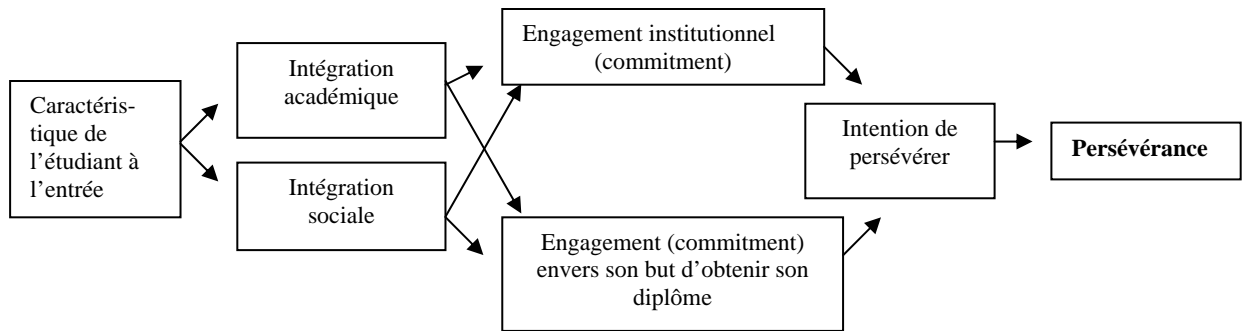 Caractéris-
tique de
l'étudiant à
l'entrée
Intégration
académique
Intégration
sociale
Engagement institutionnel
(commitment)
Engagement (commitment)
envers son but d'obtenir son
diplôme
Intention de
persévérer
Persévérance